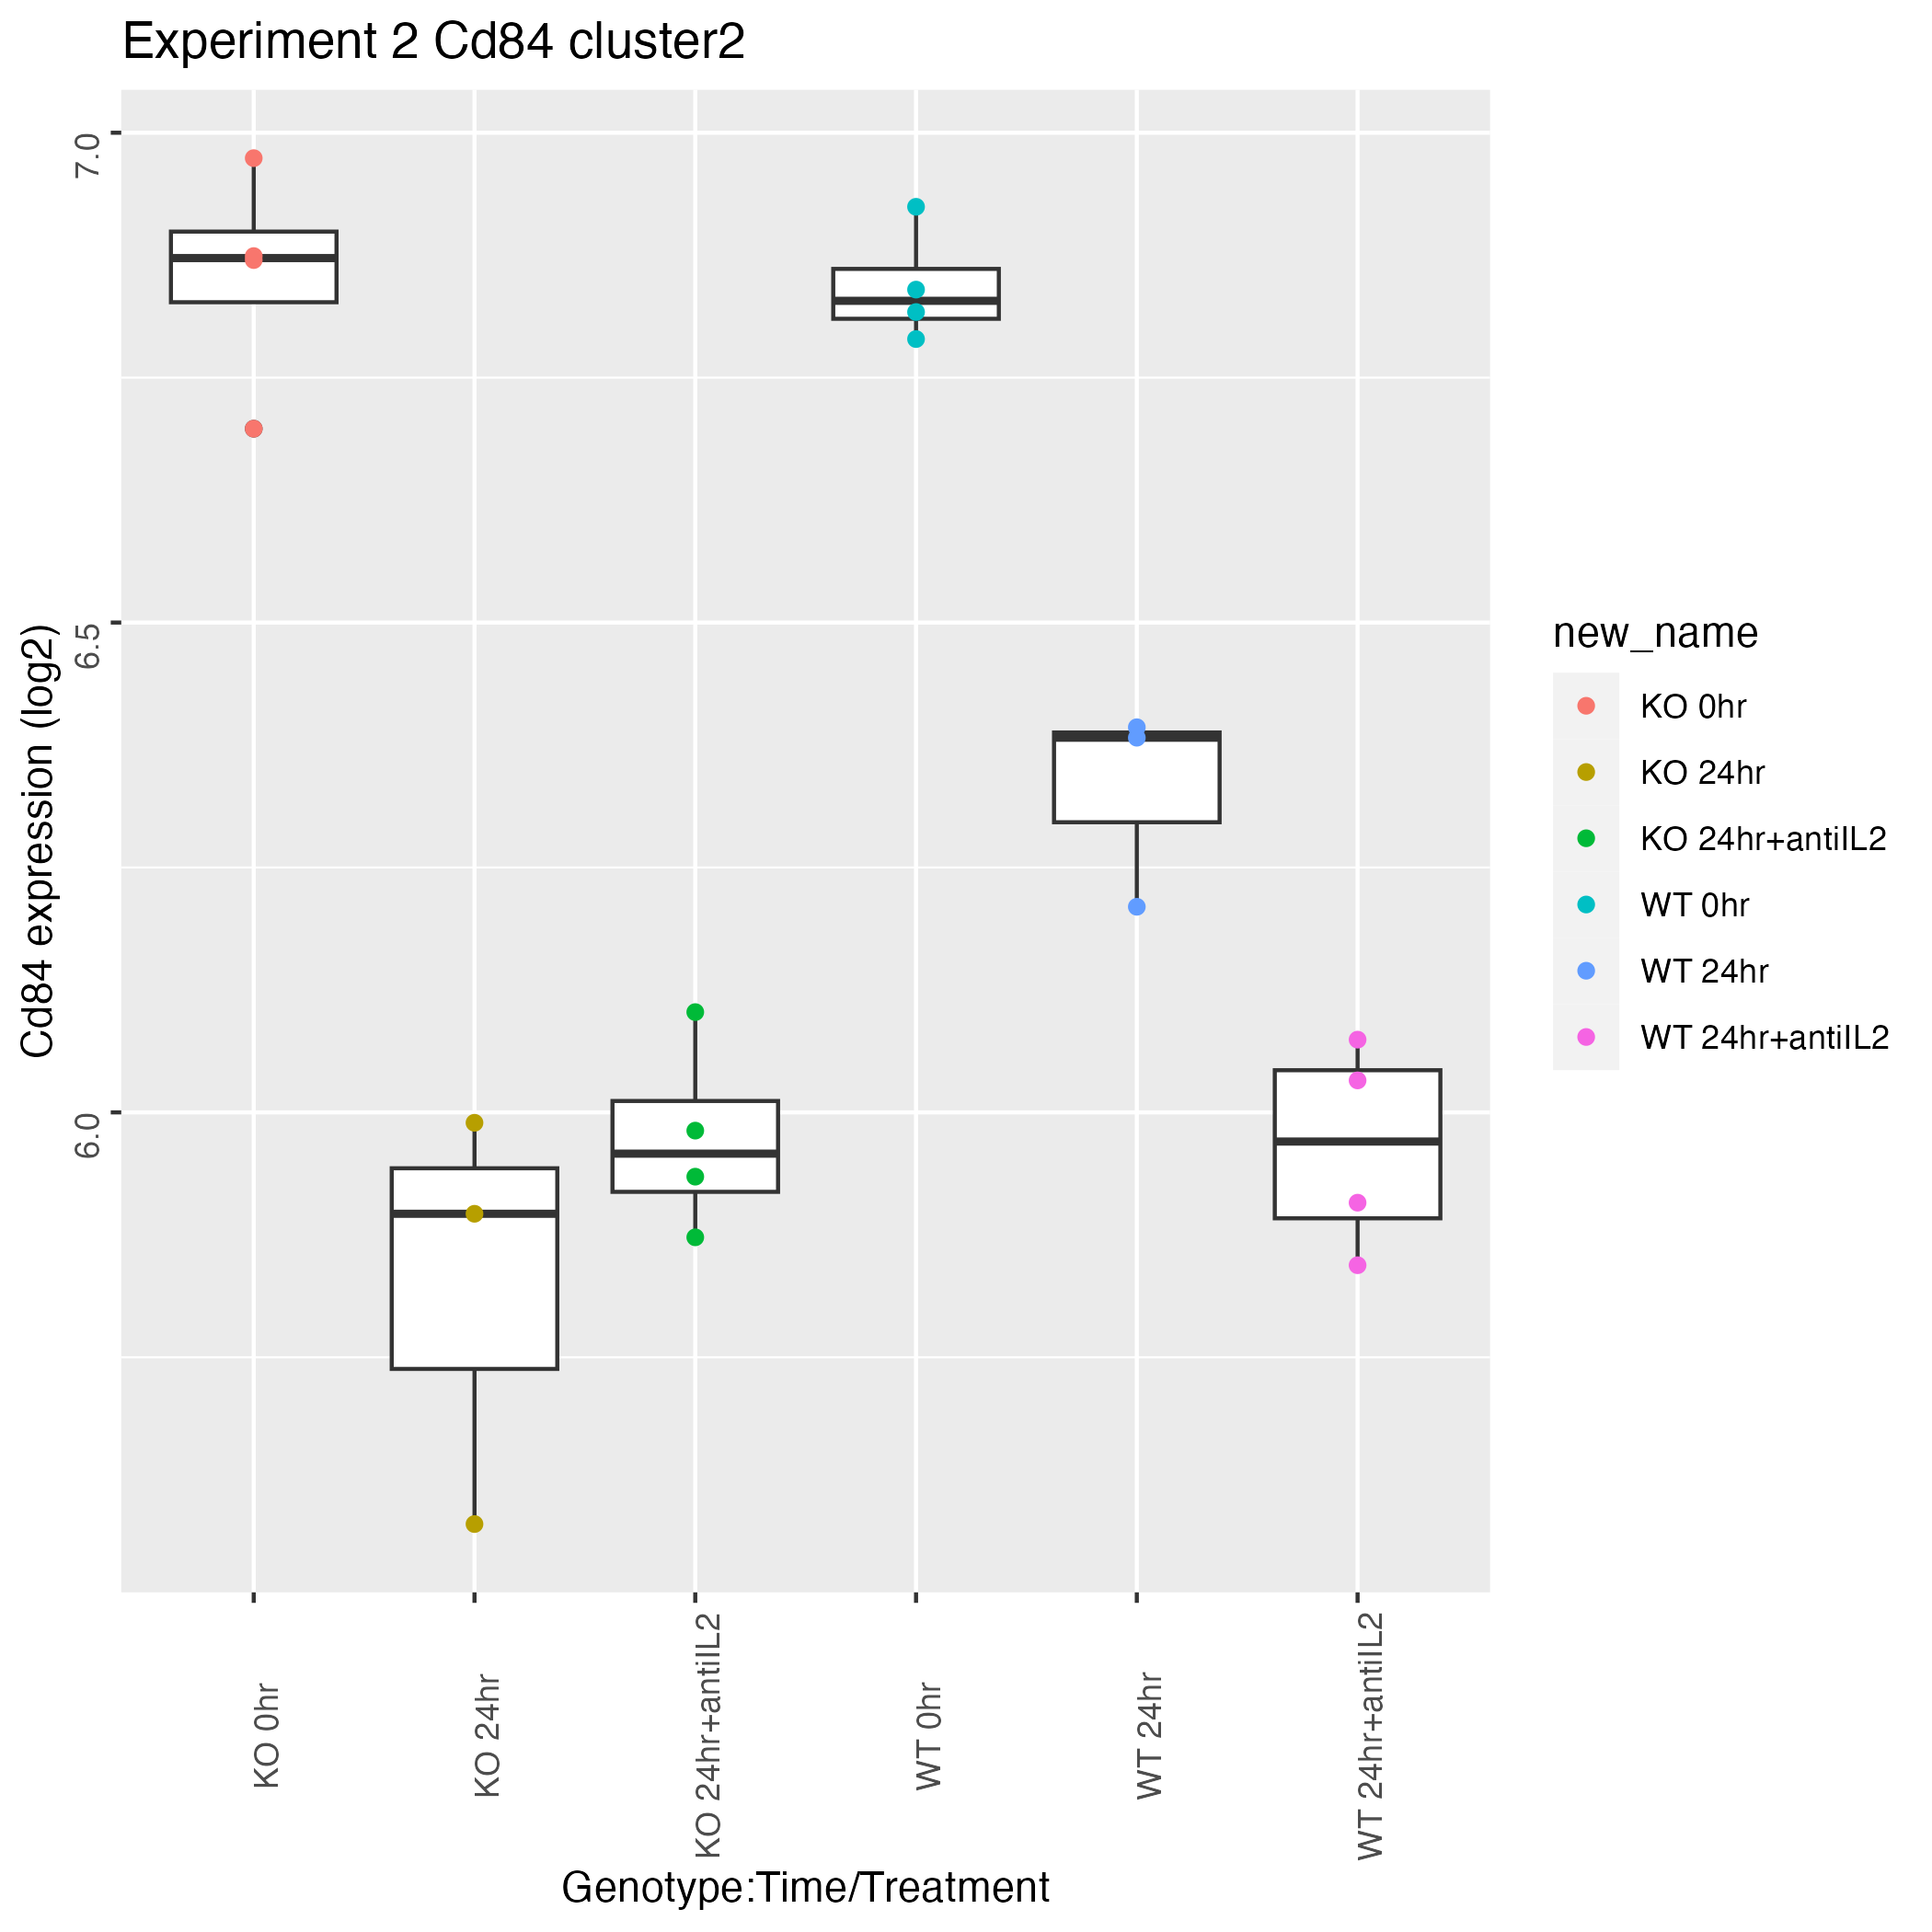 Experiment 2 Cd84 cluster2
Cd84 expression (log2)
7.0
6.5
6.0
KO 0hr
KO 24hr
KO 24hr+antiIL2
WT 0hr
WT 24hr
WT 24hr+antiIL2
Genotype:Time/Treatment
new_name
KO 0hr
KO 24hr
KO 24hr+antiIL2
WT 0hr
WT 24hr
WT 24hr+antiIL2